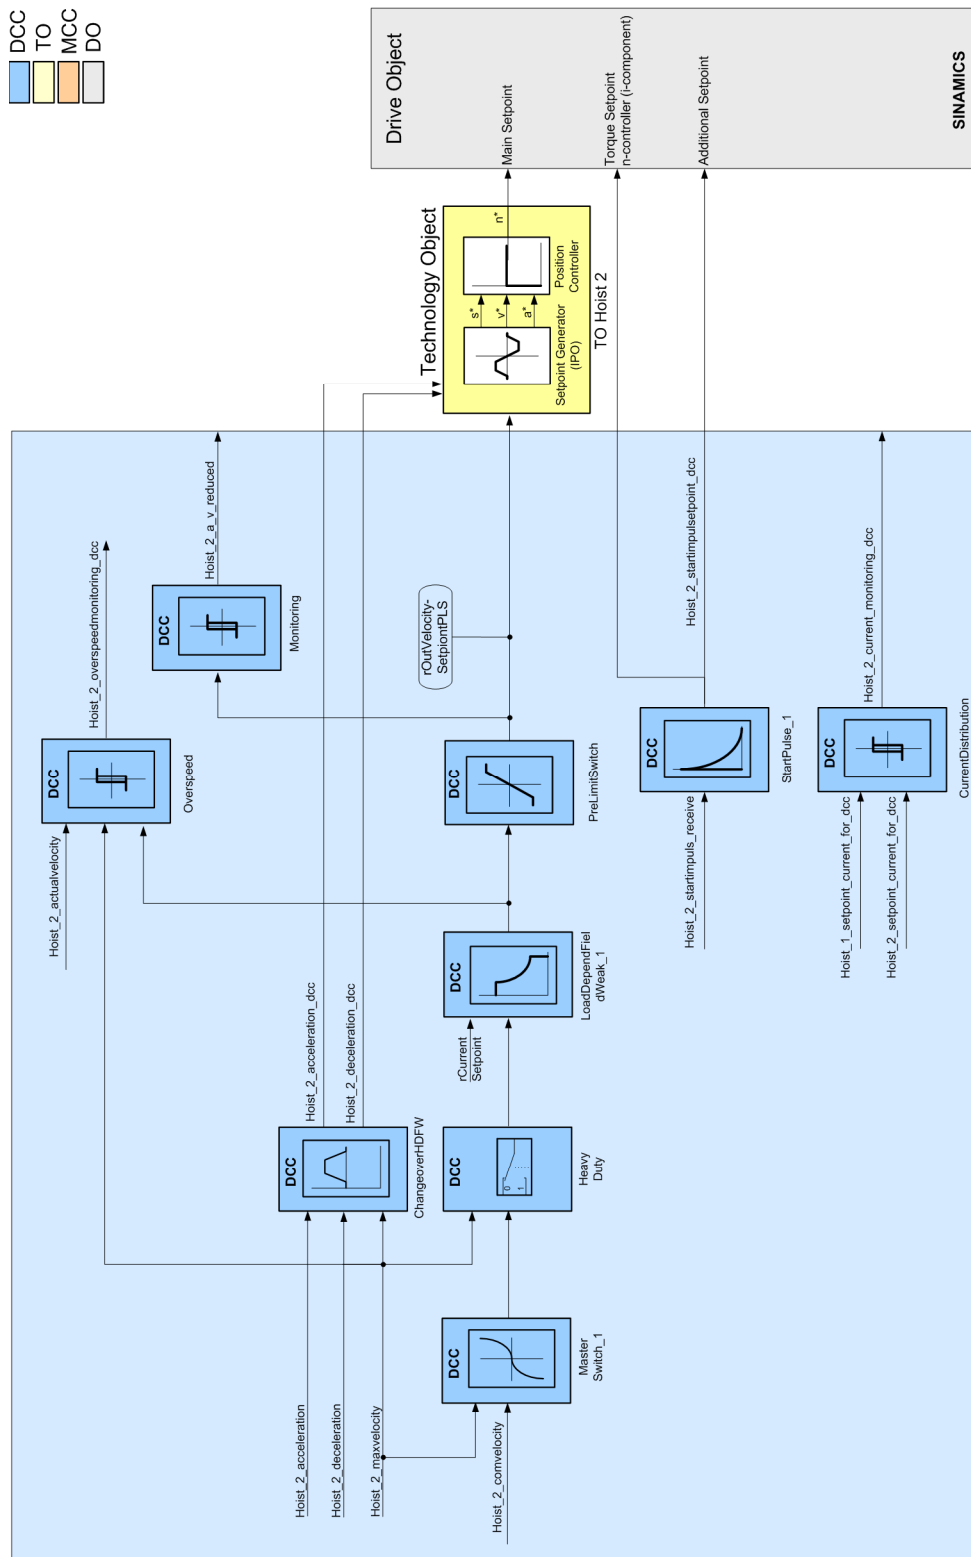 DCC
TO
MCC
DO
Drive Object
Main Setpoint
Torque Setpoint
n-controller (i-component)
Additional Setpoint
SINAMICS
Technology Object
n*
s*
v*
a*
Position
Controller
Setpoint Generator
(IPO)
TO Hoist 2
Hoist_2_overspeedmonitoring_dcc
Hoist_2_a_v_reduced
rOutVelocity-
SetpiontPLS
Hoist_2_startimpulsetpoint_dcc
Hoist_2_current_monitoring_dcc
DCC
Overspeed
DCC
Monitoring
DCC
PreLimitSwitch
DCC
StartPulse_1
DCC
CurrentDistribution
Hoist_2_actualvelocity
Hoist_2_startimpuls_receive
Hoist_1_setpoint_current_for_dcc
Hoist_2_setpoint_current_for_dcc
Hoist_2_acceleration_dcc
Hoist_2_deceleration_dcc
rCurrent
Setpoint
DCC
LoadDependFiel
dWeak_1
DCC
ChangeoverHDFW
DCC
0
1
Heavy
Duty
DCC
Master
Switch_1
Hoist_2_acceleration
Hoist_2_deceleration
Hoist_2_maxvelocity
Hoist_2_comvelocity